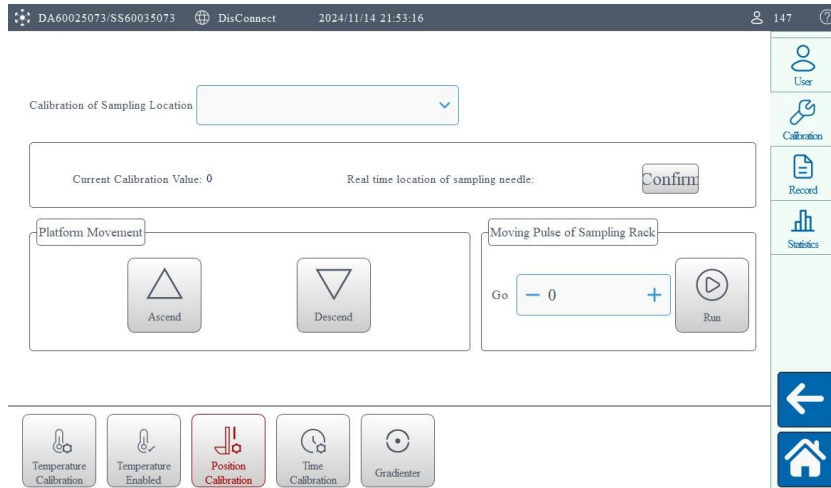 DA60025073/SS60035073 DisConnect 2024/11/14 21:53:16 147
User
Calibration of Sampling Location
Calibration
Current Calibration Value: 0 Real time location of sampling needle: Confirm
Record
Platform Movement Moving Pulse of Sampling Rack
Statistics
Go − 0 +
Ascend Descend Run
Temperature Calibration
Temperature Enabled
Position Calibration
Time Calibration
Gradienter